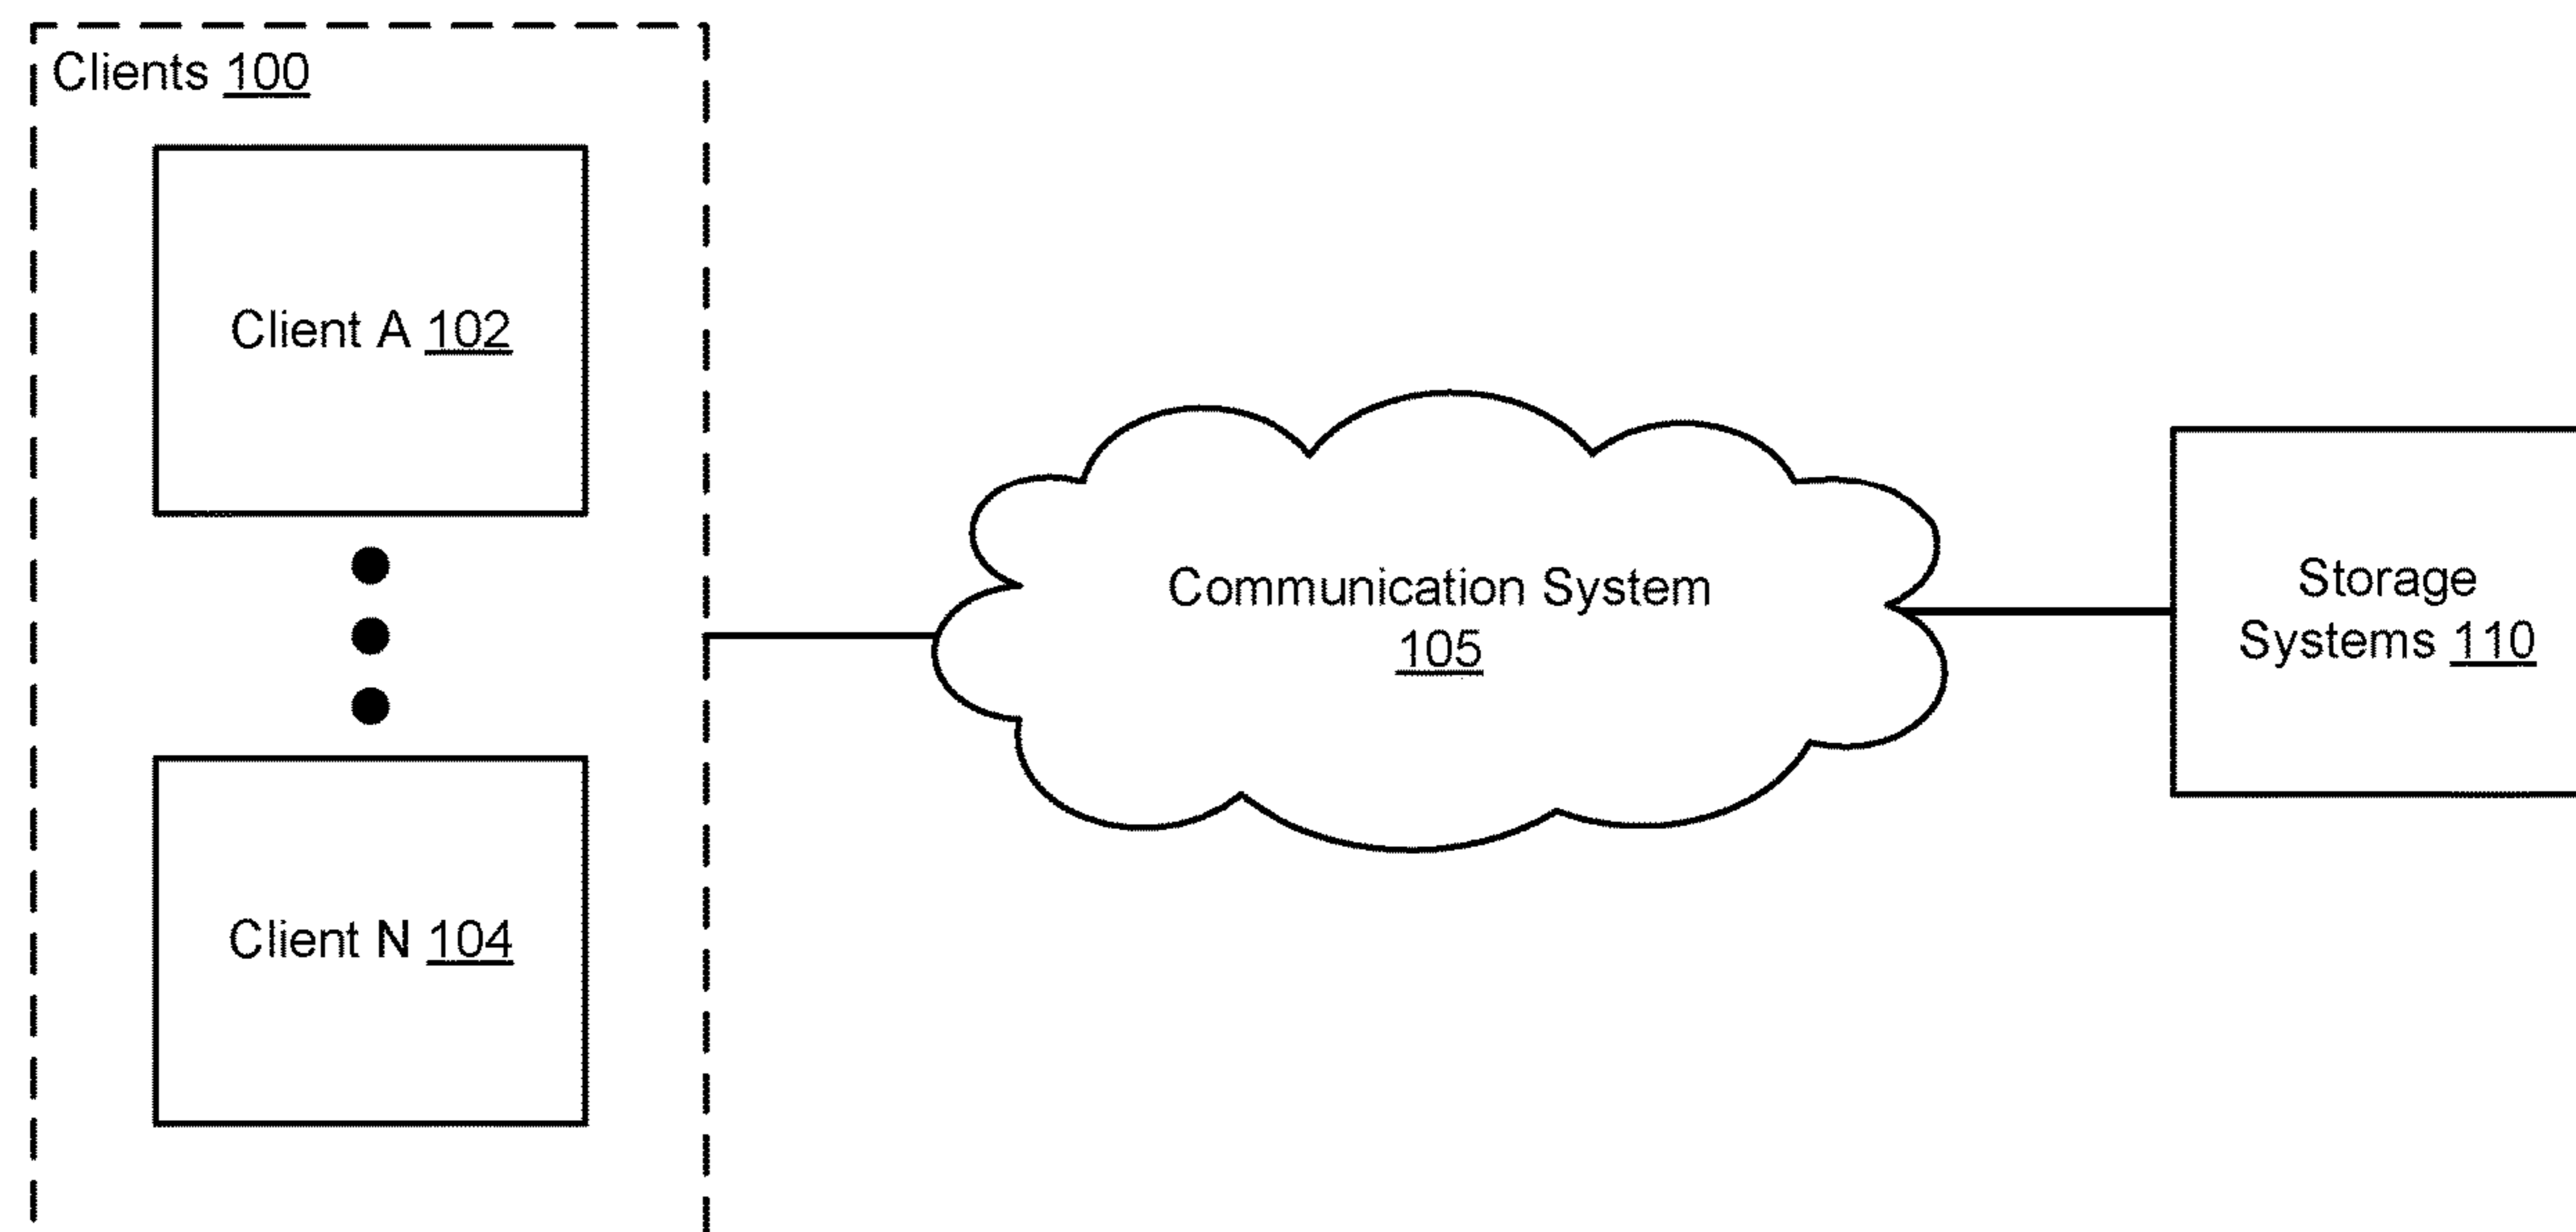 Clients 100
Client A 102
Client N 104
Communication System
105
Storage
Systems 110